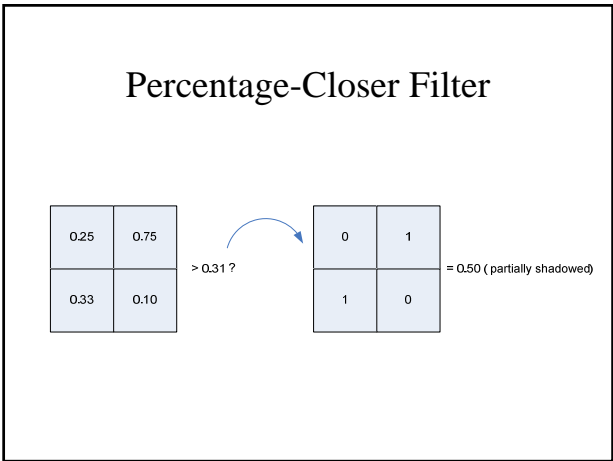 Percentage-Closer Filter
0.25 0.75
0.33 0.10
> 0.31 ?
0 1
1 0
= 0.50 ( partially shadowed)